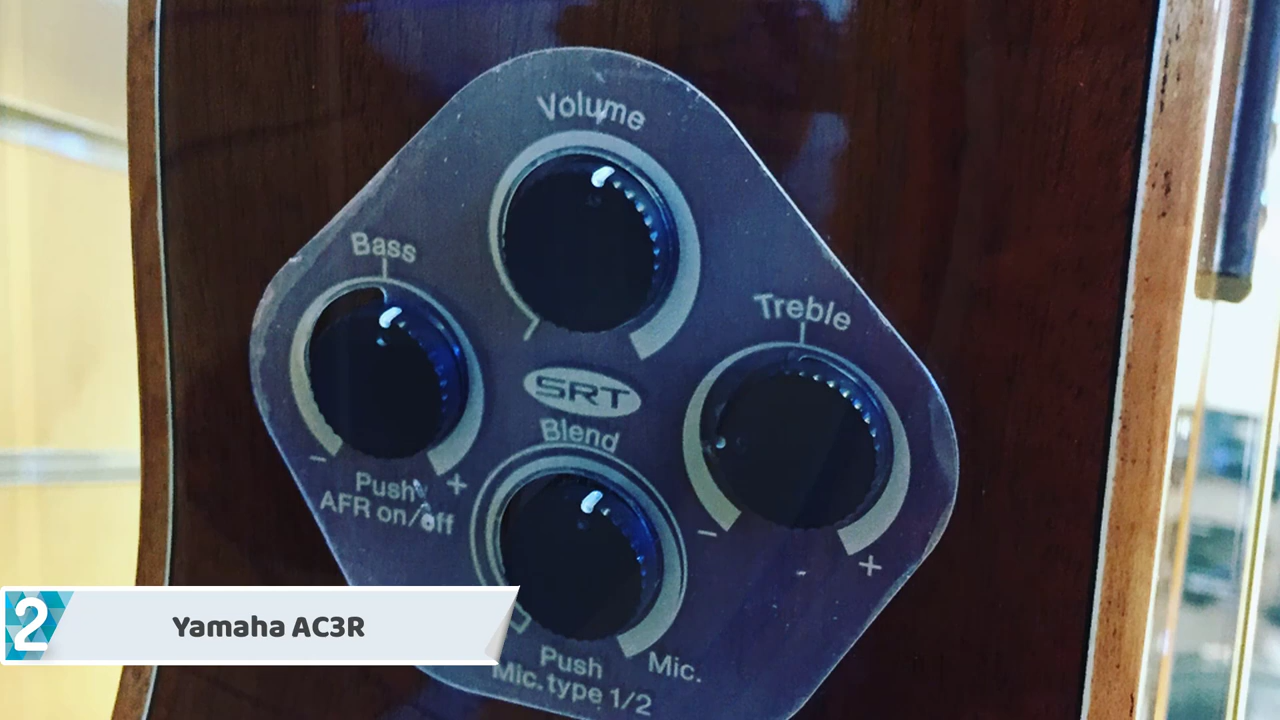 Volume
Bass
Treble
SRT
Blend
- +
Push
AFR on/off
- +
Push Mic.
Mic. type 1/2
2 Yamaha AC3R